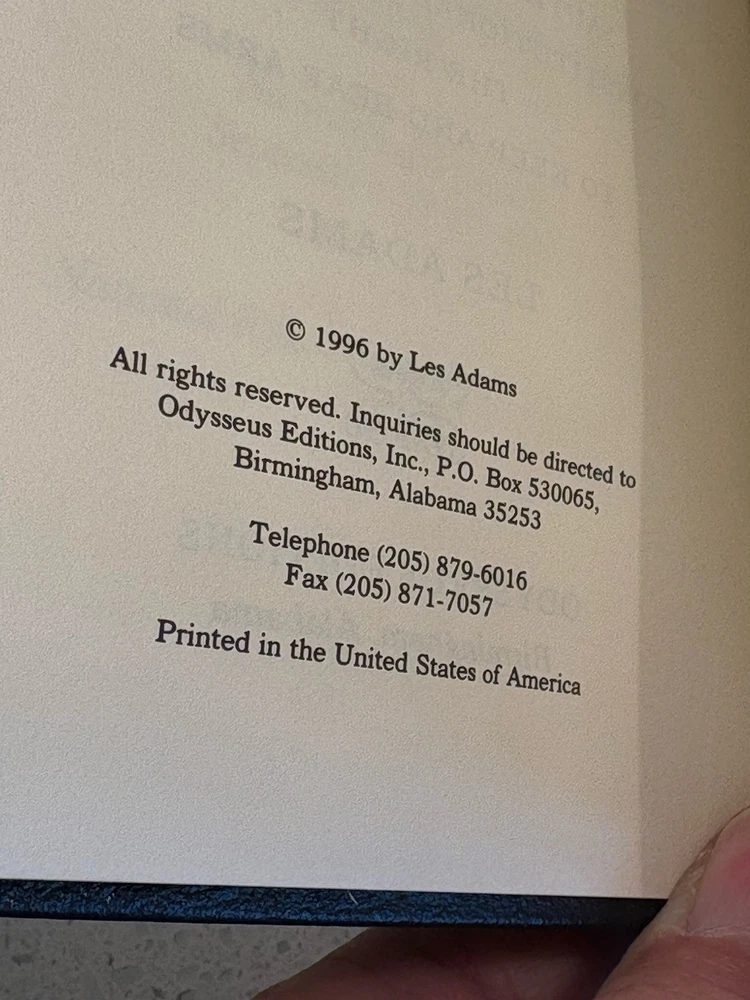 © 1996 by Les Adams
All rights reserved. Inquiries should be directed to
Odysseus Editions, Inc., P.O. Box 530065,
Birmingham, Alabama 35253
Telephone (205) 879-6016
Fax (205) 871-7057
Printed in the United States of America